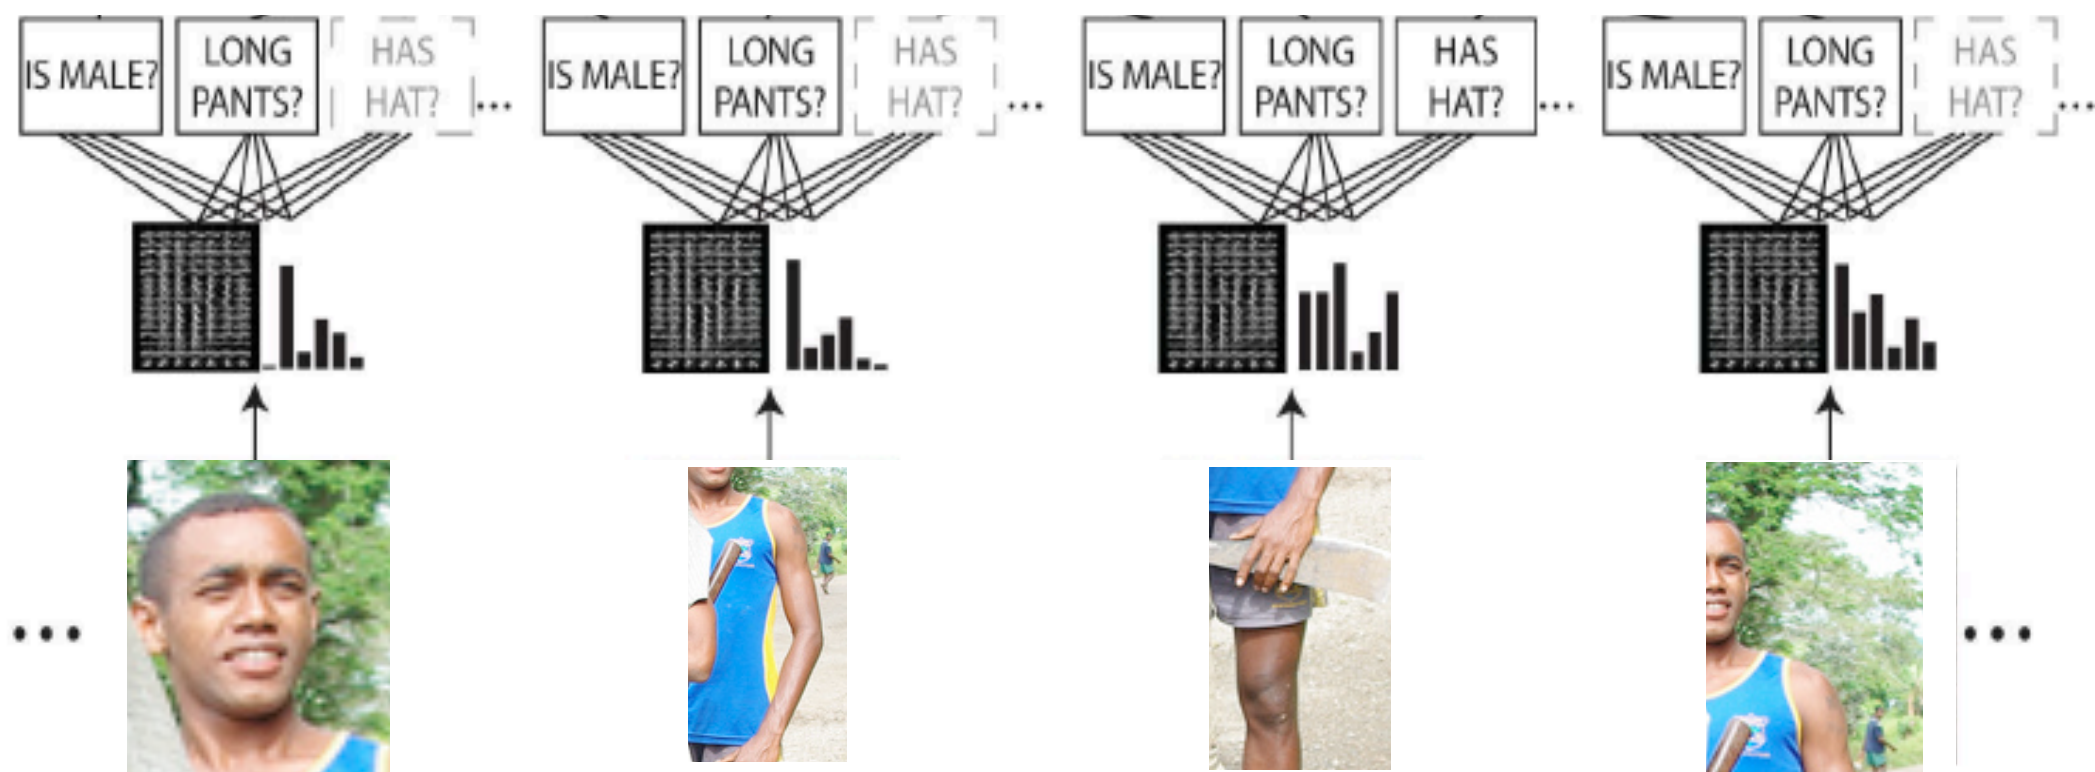 IS MALE?
LONG
PANTS?
HAS
HAT?
...
IS MALE?
LONG
PANTS?
HAS
HAT?
...
IS MALE?
LONG
PANTS?
HAS
HAT?
...
IS MALE?
LONG
PANTS?
HAS
HAT?
...
... ...